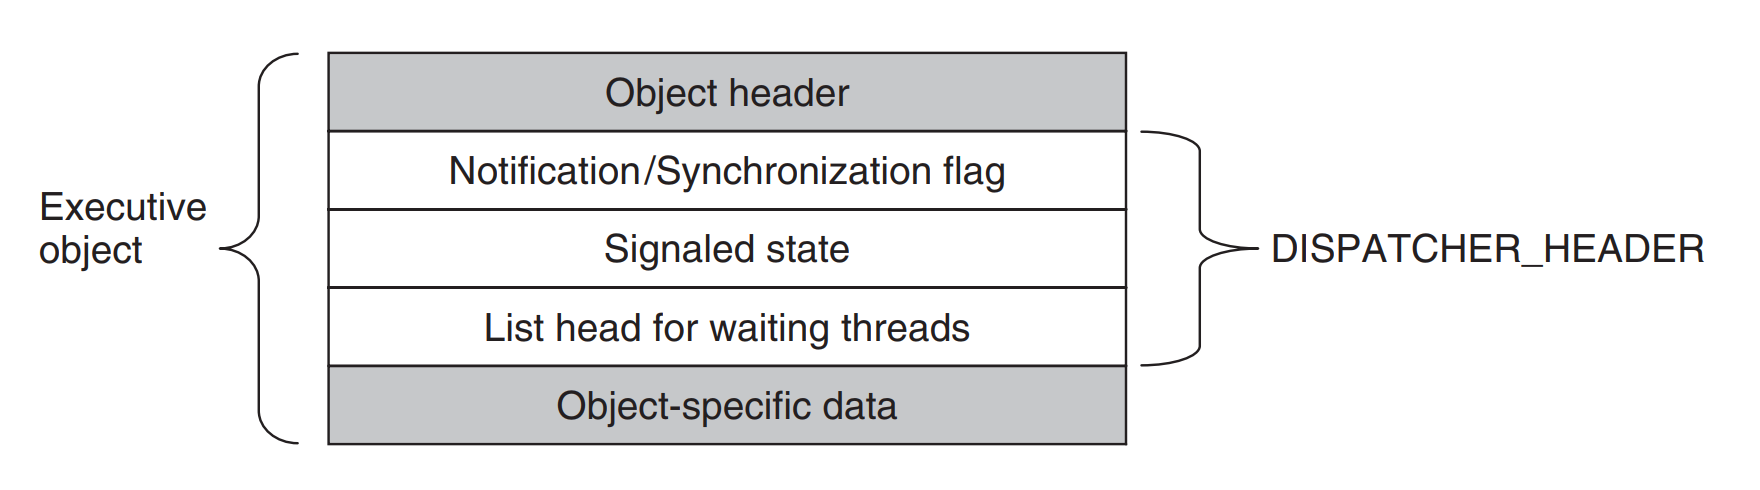 Object header
Notification/Synchronization flag
Executive
object
Signaled state
DISPATCHER_HEADER
List head for waiting threads
Object-specific data